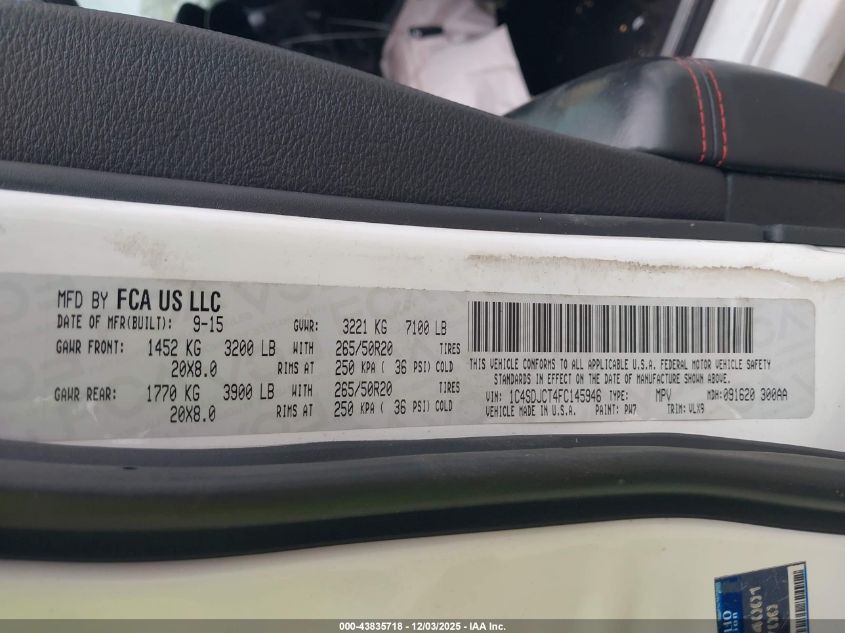 MFD BY FCA US LLC
DATE OF MFR(BUILT): 9-15 GVWR: 3221 KG 7100 LB
GAWR FRONT: 1452 KG 3200 LB WITH 265/50R20 TIRES
20X8.0 RIMS AT 250 KPA ( 36 PSI) COLD
GAWR REAR: 1770 KG 3900 LB WITH 265/50R20 TIRES
20X8.0 RIMS AT 250 KPA ( 36 PSI) COLD
THIS VEHICLE CONFORMS TO ALL APPLICABLE U.S.A. FEDERAL MOTOR VEHICLE SAFETY
STANDARDS IN EFFECT ON THE DATE OF MANUFACTURE SHOWN ABOVE.
VIN: 1C4SDJCT4FC145946 TYPE: MPV MDH: 091620 300AA
VEHICLE MADE IN U.S.A. PAINT: PW7 TRIM: VLX9
000-43835718 - 12/03/2025 - IAA Inc.